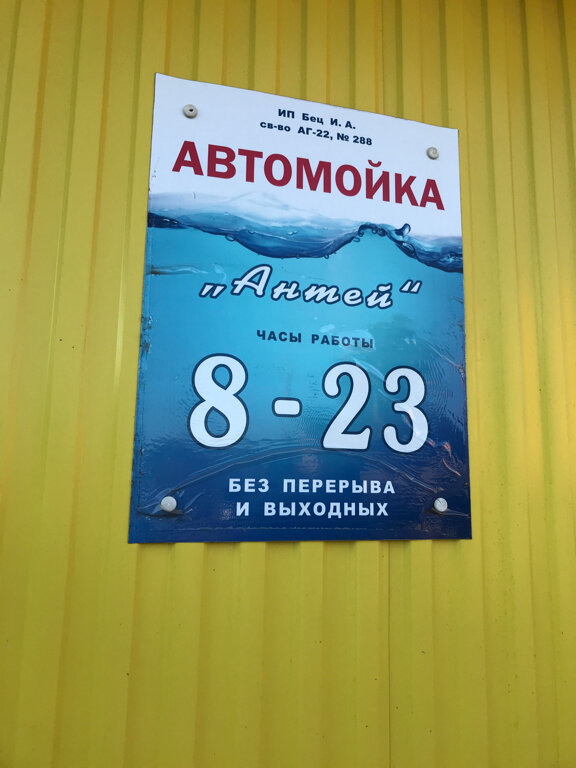 ИП Бец И. А.
св-во АГ-22, № 288
АВТОМОЙКА
„Антей“
ЧАСЫ РАБОТЫ
8 - 23
БЕЗ ПЕРЕРЫВА
И ВЫХОДНЫХ